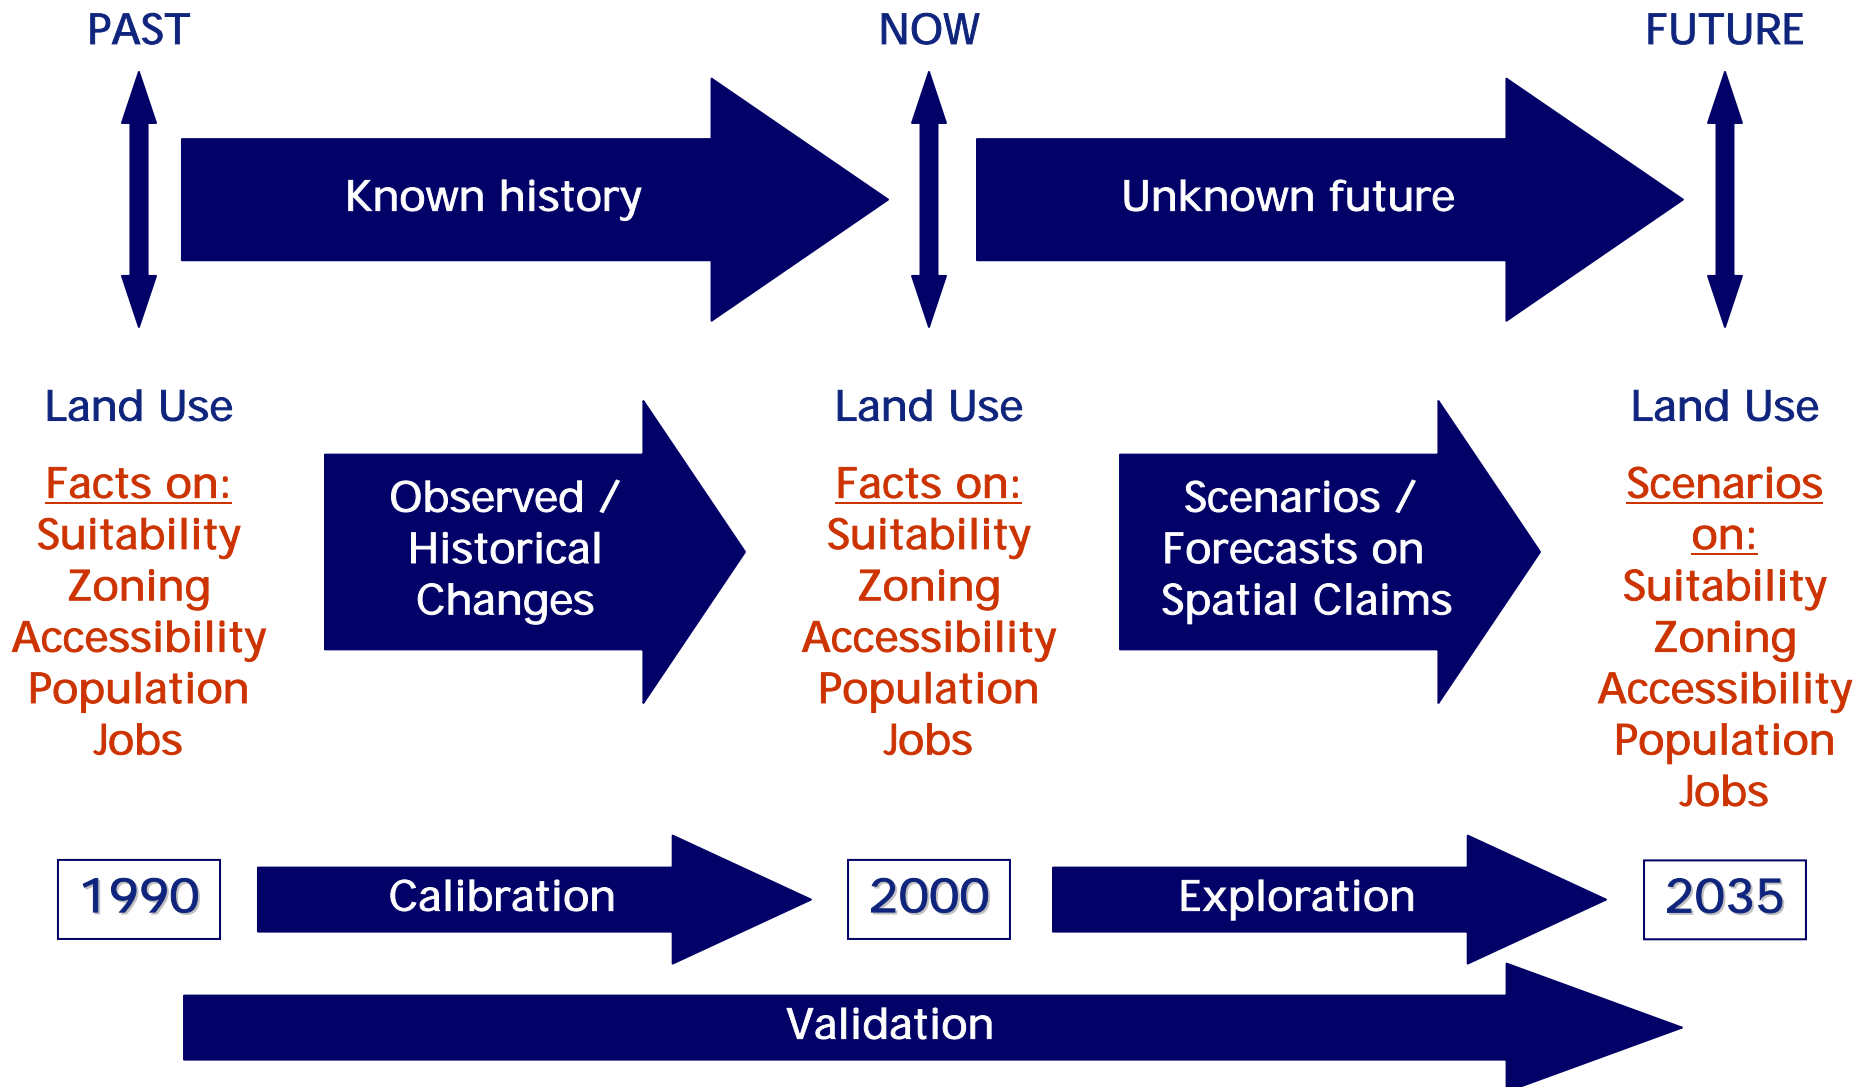 PAST
NOW
FUTURE
Known history
Unknown future
Land Use
Facts on:
Suitability
Zoning
Accessibility
Population
Jobs
Observed /
Historical
Changes
Land Use
Facts on:
Suitability
Zoning
Accessibility
Population
Jobs
Scenarios /
Forecasts on
Spatial Claims
Land Use
Scenarios
on:
Suitability
Zoning
Accessibility
Population
Jobs
1990
Calibration
2000
Exploration
2035
Validation